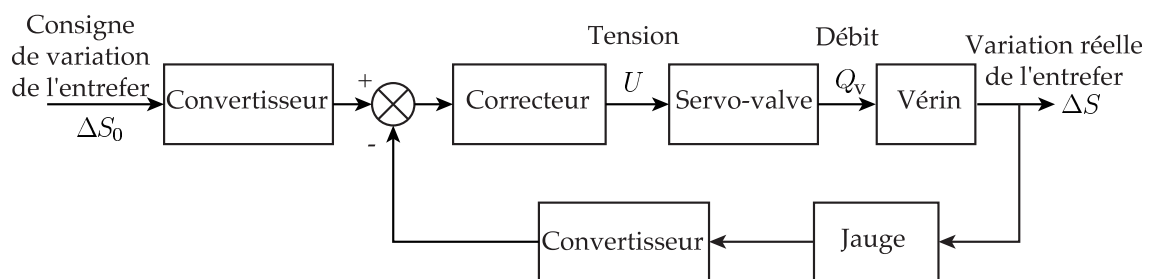 Consigne
de variation
de l'entrefer
ΔS₀
Convertisseur
+
-
Correcteur
Tension
U
Servo-valve
Débit
Qᵥ
Vérin
Variation réelle
de l'entrefer
ΔS
Convertisseur
Jauge